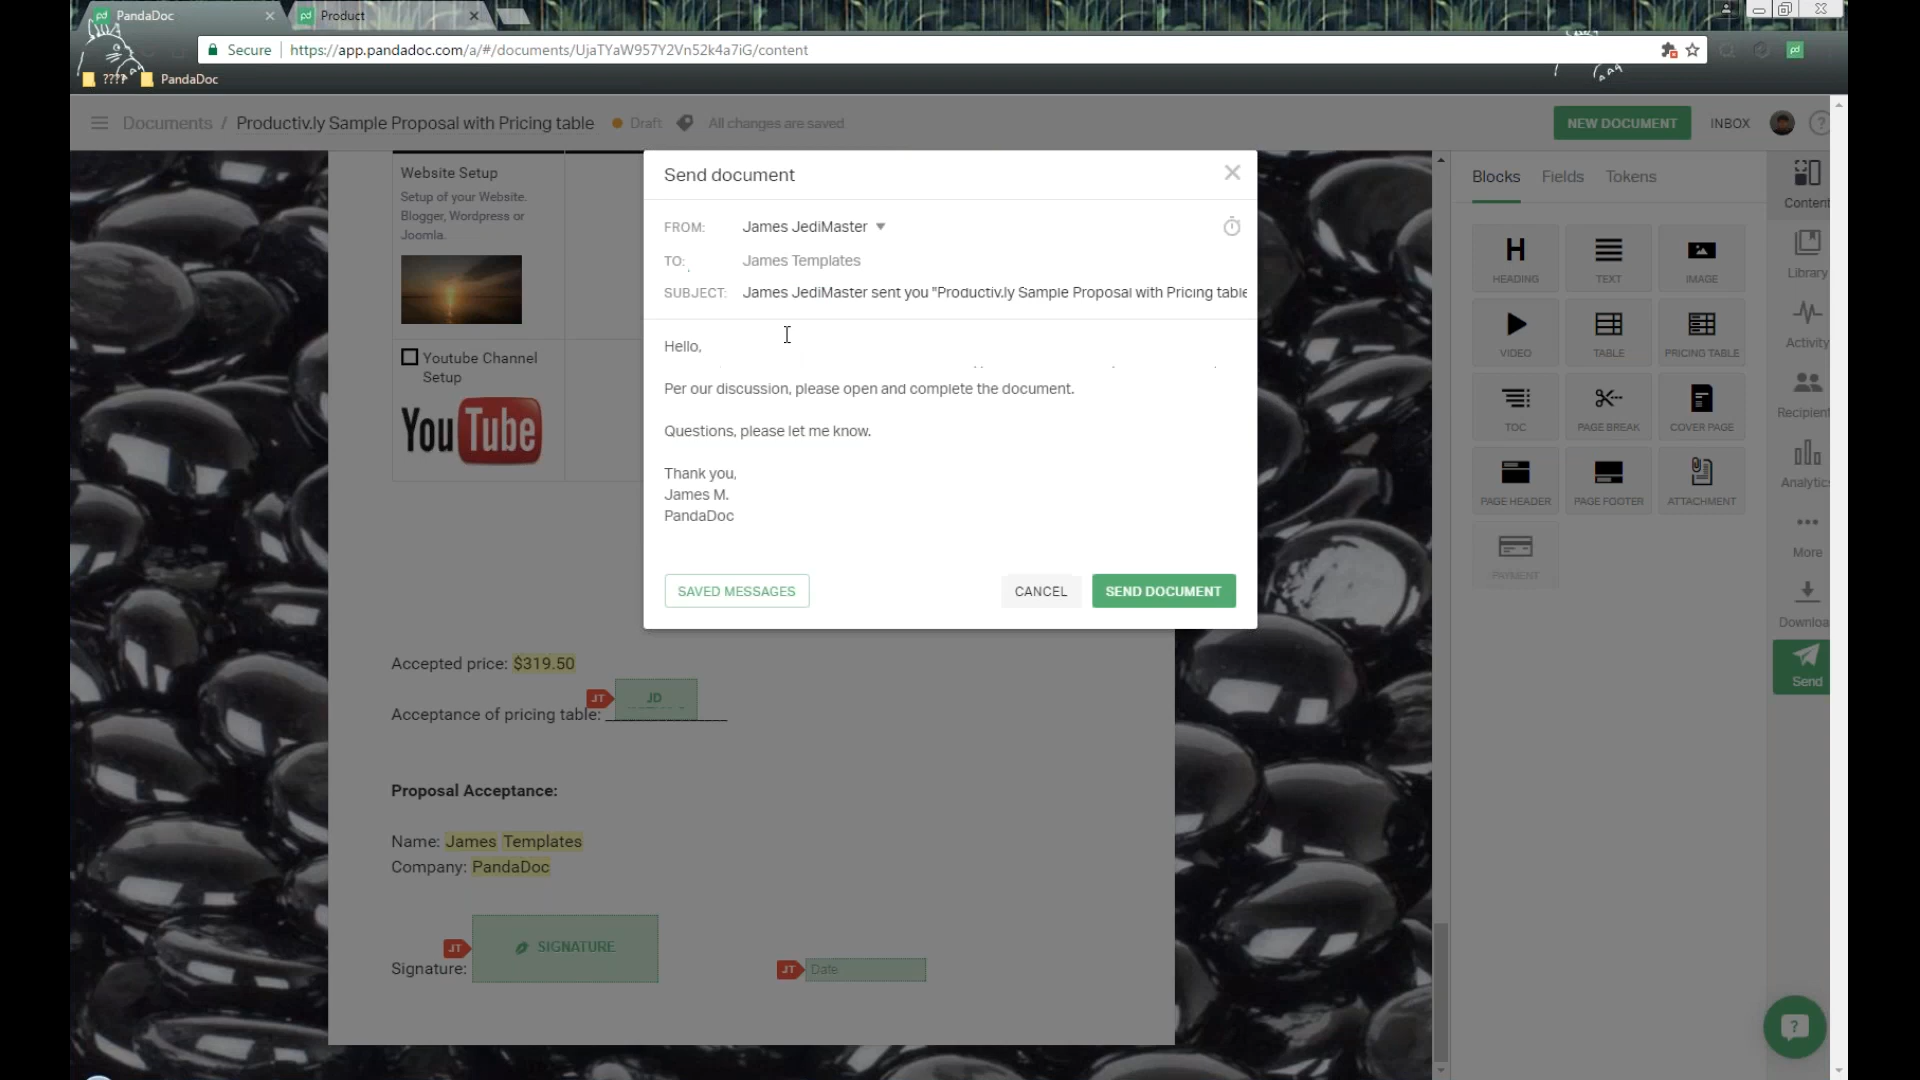 PandaDoc
Product
Secure https://app.pandadoc.com/a/#/documents/UjaTYaW957Y2Vn52k4a7iG/content
???? PandaDoc
Documents / Productiv.ly Sample Proposal with Pricing table Draft All changes are saved
NEW DOCUMENT INBOX ?
Website Setup
Setup of your Website.
Blogger, Wordpress or
Joomla.
Youtube Channel
Setup
YouTube
Send document
FROM: James JediMaster
TO: James Templates
SUBJECT: James JediMaster sent you "Productiv.ly Sample Proposal with Pricing table
Hello,
Per our discussion, please open and complete the document.
Questions, please let me know.
Thank you,
James M.
PandaDoc
SAVED MESSAGES CANCEL SEND DOCUMENT
Accepted price: $319.50
JT JD
Acceptance of pricing table:
Proposal Acceptance:
Name: James Templates
Company: PandaDoc
JT SIGNATURE
Signature:
JT Date
Blocks Fields Tokens
HEADING TEXT IMAGE
VIDEO TABLE PRICING TABLE
TOC PAGE BREAK COVER PAGE
PAGE HEADER PAGE FOOTER ATTACHMENT
PAYMENT
Content
Library
Activity
Recipient
Analytics
More
Downloa
Send